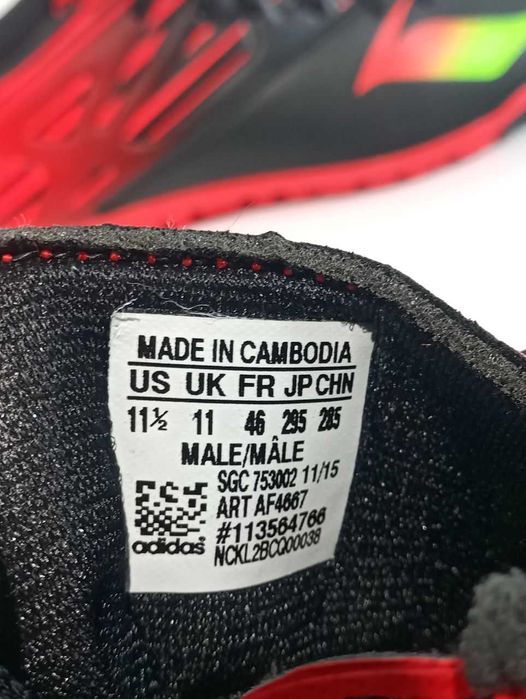 MADE IN CAMBODIA
US UK FR JP CHN
11½ 11 46 295 285
MALE/MÂLE
SGC 753002 11/15
ART AF4667
#113564766
NCKL2BCQ00038
adidas